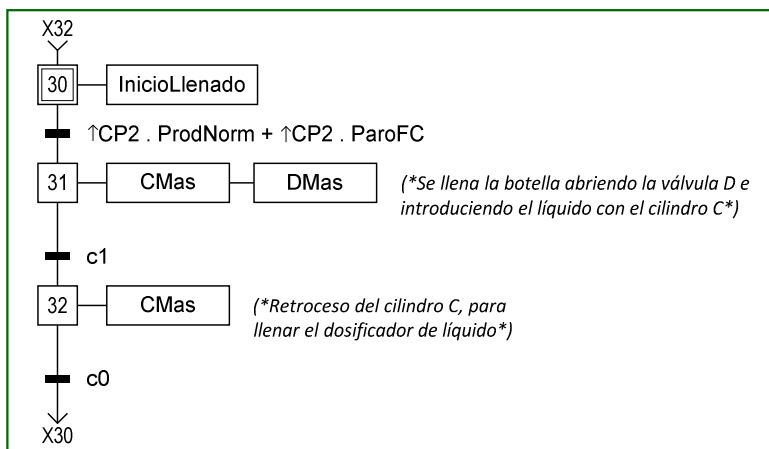 X32
30 InicioLlenado
↑CP2 . ProdNorm + ↑CP2 . ParoFC
31 CMas DMas
(*Se llena la botella abriendo la válvula D e
introduciendo el líquido con el cilindro C*)
c1
32 CMas
(*Retroceso del cilindro C, para
llenar el dosificador de líquido*)
c0
X30